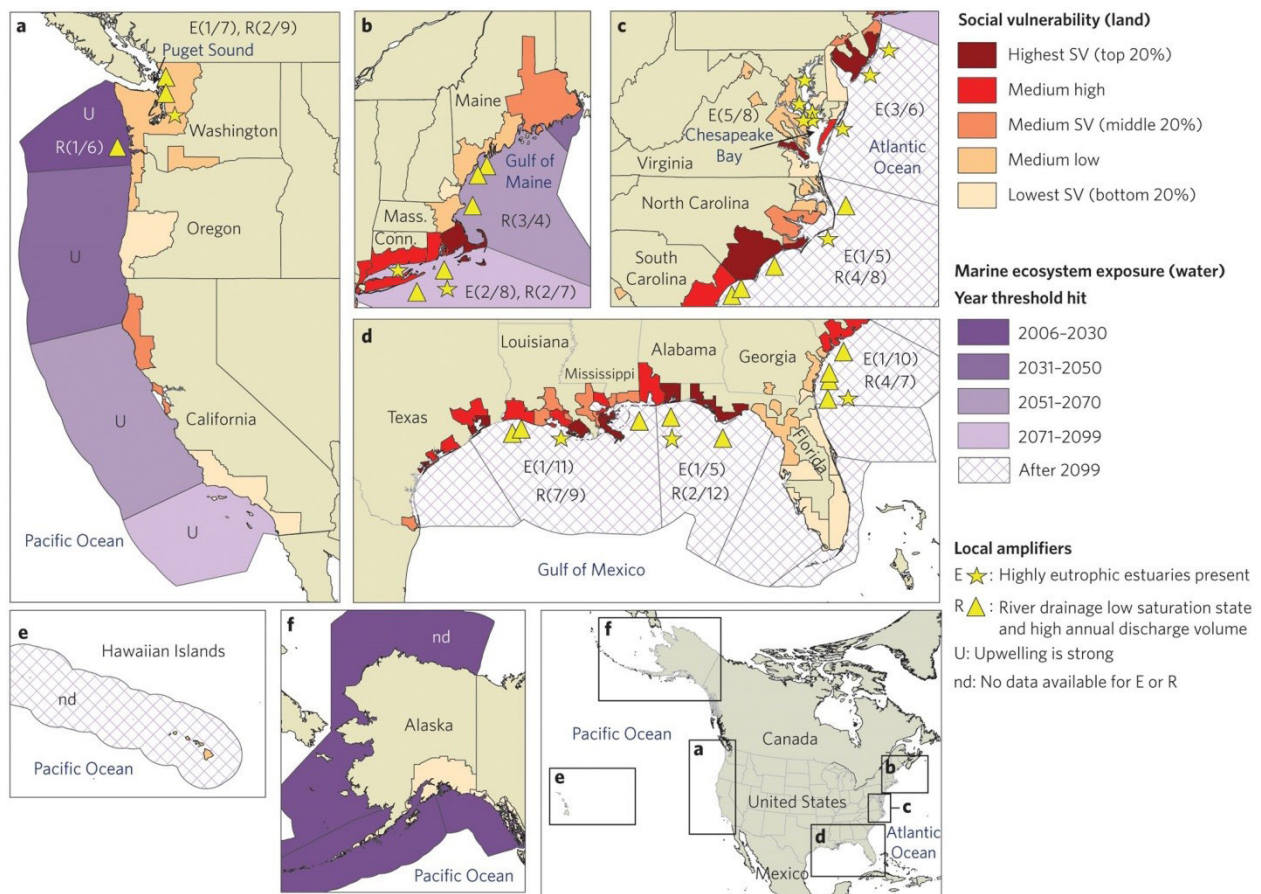 a
E(1/7), R(2/9)
Puget Sound
U
Washington
R(1/6)
Oregon
U
California
U
U
Pacific Ocean
b
Maine
Gulf of
Maine
Mass.
R(3/4)
Conn.
E(2/8), R(2/7)
c
E(5/8)
E(3/6)
Chesapeake
Bay
Atlantic
Ocean
Virginia
North Carolina
South
Carolina
E(1/5)
R(4/8)
d
Louisiana
Alabama
Georgia
Mississippi
Texas
E(1/10)
R(4/7)
Florida
E(1/11)
R(7/9)
E(1/5)
R(2/12)
Gulf of Mexico
Social vulnerability (land)
Highest SV (top 20%)
Medium high
Medium SV (middle 20%)
Medium low
Lowest SV (bottom 20%)
Marine ecosystem exposure (water)
Year threshold hit
2006–2030
2031–2050
2051–2070
2071–2099
After 2099
Local amplifiers
E : Highly eutrophic estuaries present
R : River drainage low saturation state
and high annual discharge volume
U: Upwelling is strong
nd: No data available for E or R
e
Hawaiian Islands
nd
Pacific Ocean
f
nd
Alaska
Pacific Ocean
f
Pacific Ocean
Canada
a
e
b
United States
c
d
Atlantic
Ocean
Mexico